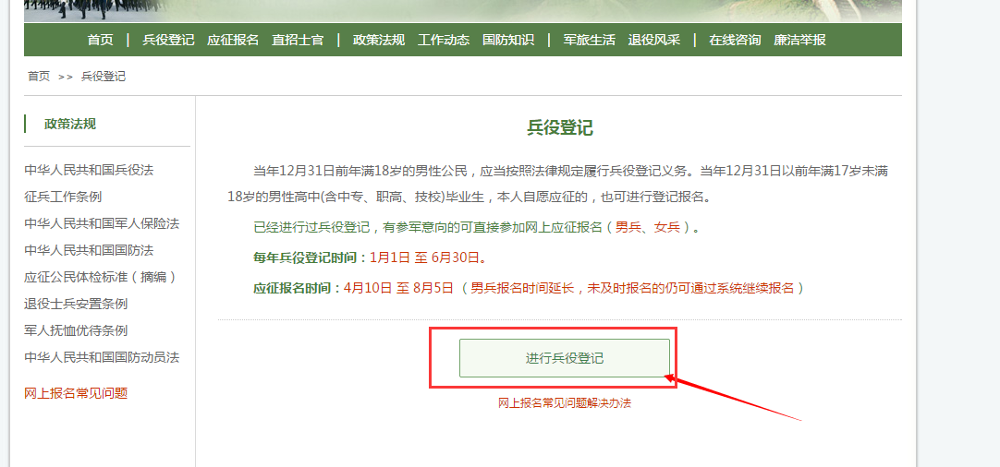 首页 | 兵役登记 应征报名 直招士官 | 政策法规 工作动态 国防知识 | 军旅生活 退役风采 | 在线咨询 廉洁举报
首页 >> 兵役登记
政策法规
中华人民共和国兵役法
征兵工作条例
中华人民共和国军人保险法
中华人民共和国国防法
应征公民体检标准（摘编）
退役士兵安置条例
军人抚恤优待条例
中华人民共和国国防动员法
网上报名常见问题
兵役登记
当年12月31日前年满18岁的男性公民，应当按照法律规定履行兵役登记义务。当年12月31日以前年满17岁未满
18岁的男性高中(含中专、职高、技校)毕业生，本人自愿应征的，也可进行登记报名。
已经进行过兵役登记，有参军意向的可直接参加网上应征报名（男兵、女兵）。
每年兵役登记时间：1月1日 至 6月30日。
应征报名时间：4月10日 至 8月5日 （ 男兵报名时间延长，未及时报名的仍可通过系统继续报名 ）
进行兵役登记
网上报名常见问题解决办法